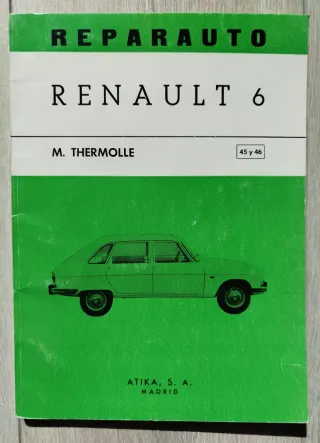 REPARAUTO
RENAULT 6
M. THERMOLLE
45 y 46
ATIKA, S. A.
MADRID